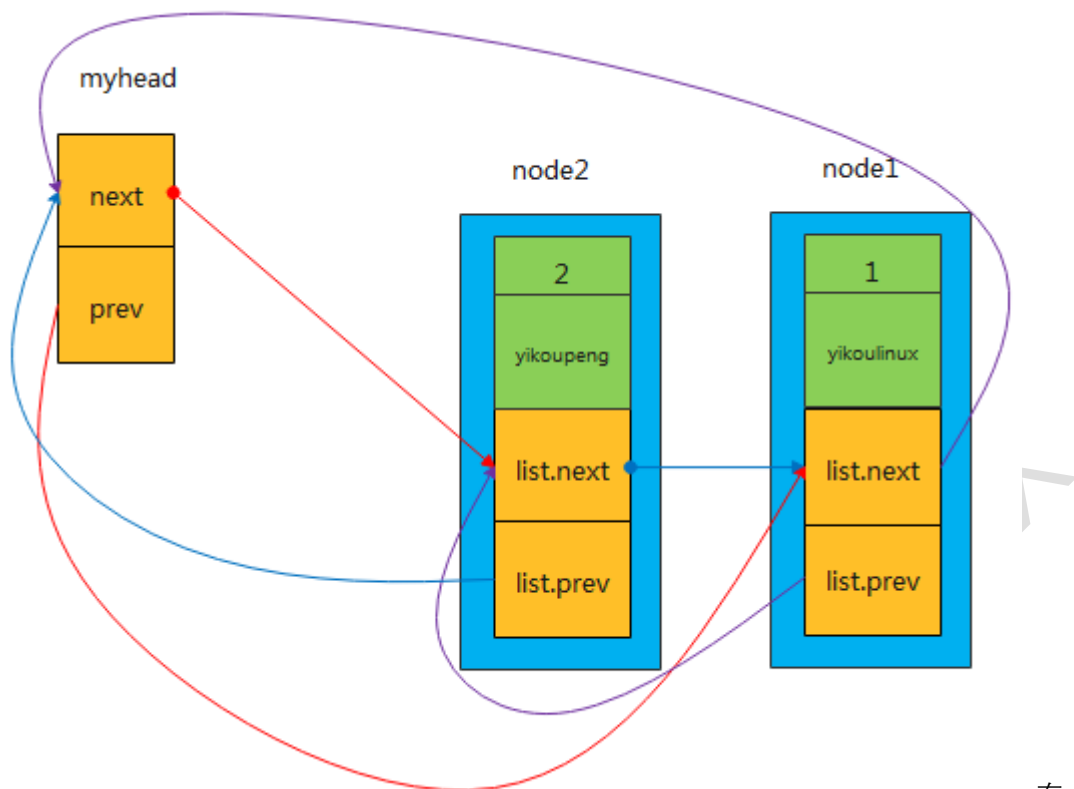 myhead
next
prev
node2
2
yikoupeng
list.next
list.prev
node1
1
yikoulinux
list.next
list.prev